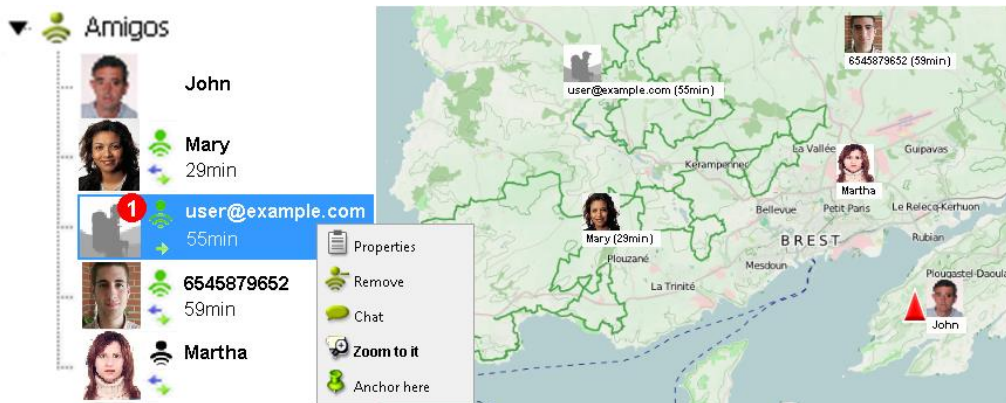 Amigos
John
Mary
29min
1
user@example.com
55min
6545879652
59min
Martha
Properties
Remove
Chat
Zoom to it
Anchor here
6545879652 (59min)
user@example.com (55min)
La Vallée
Guipavas
Kerampennec
Martha
Bellevue
Petit Paris
Le Relecq-Kerhuon
Mary (29min)
BREST
Rubian
Plouzané
Mesdoun
Plougastel-Daoula
La Trinité
John